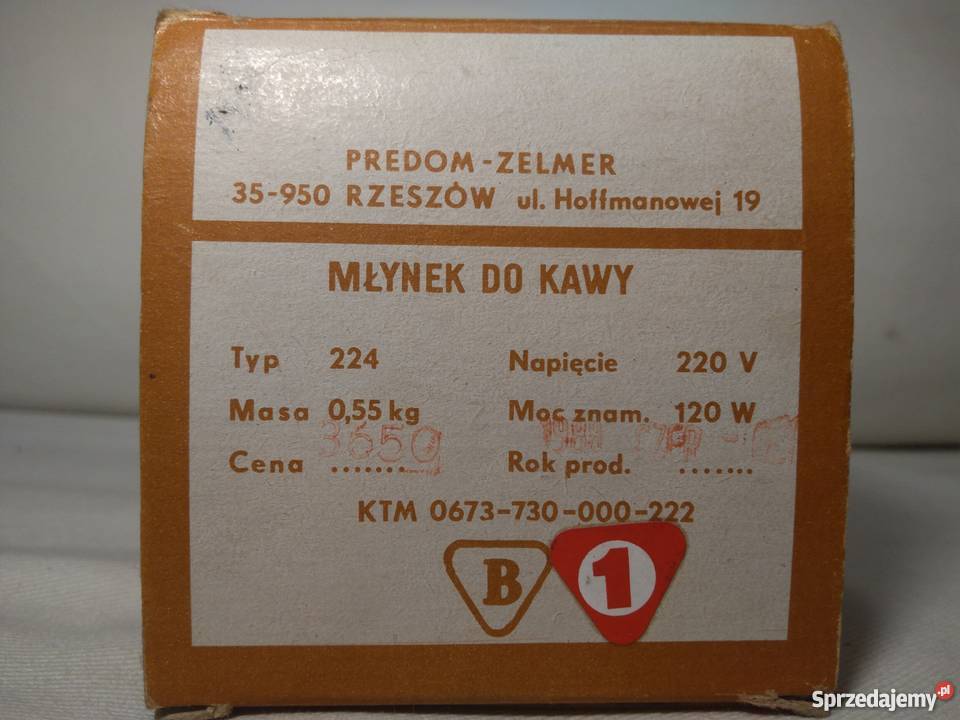 PREDOM-ZELMER
35-950 RZESZÓW ul. Hoffmanowej 19
MŁYNEK DO KAWY
Typ 224 Napięcie 220 V
Masa 0,55 kg Moc znam. 120 W
3650
Cena ....... Rok prod. .......
KTM 0673-730-000-222
B 1
Sprzedajemy.pl